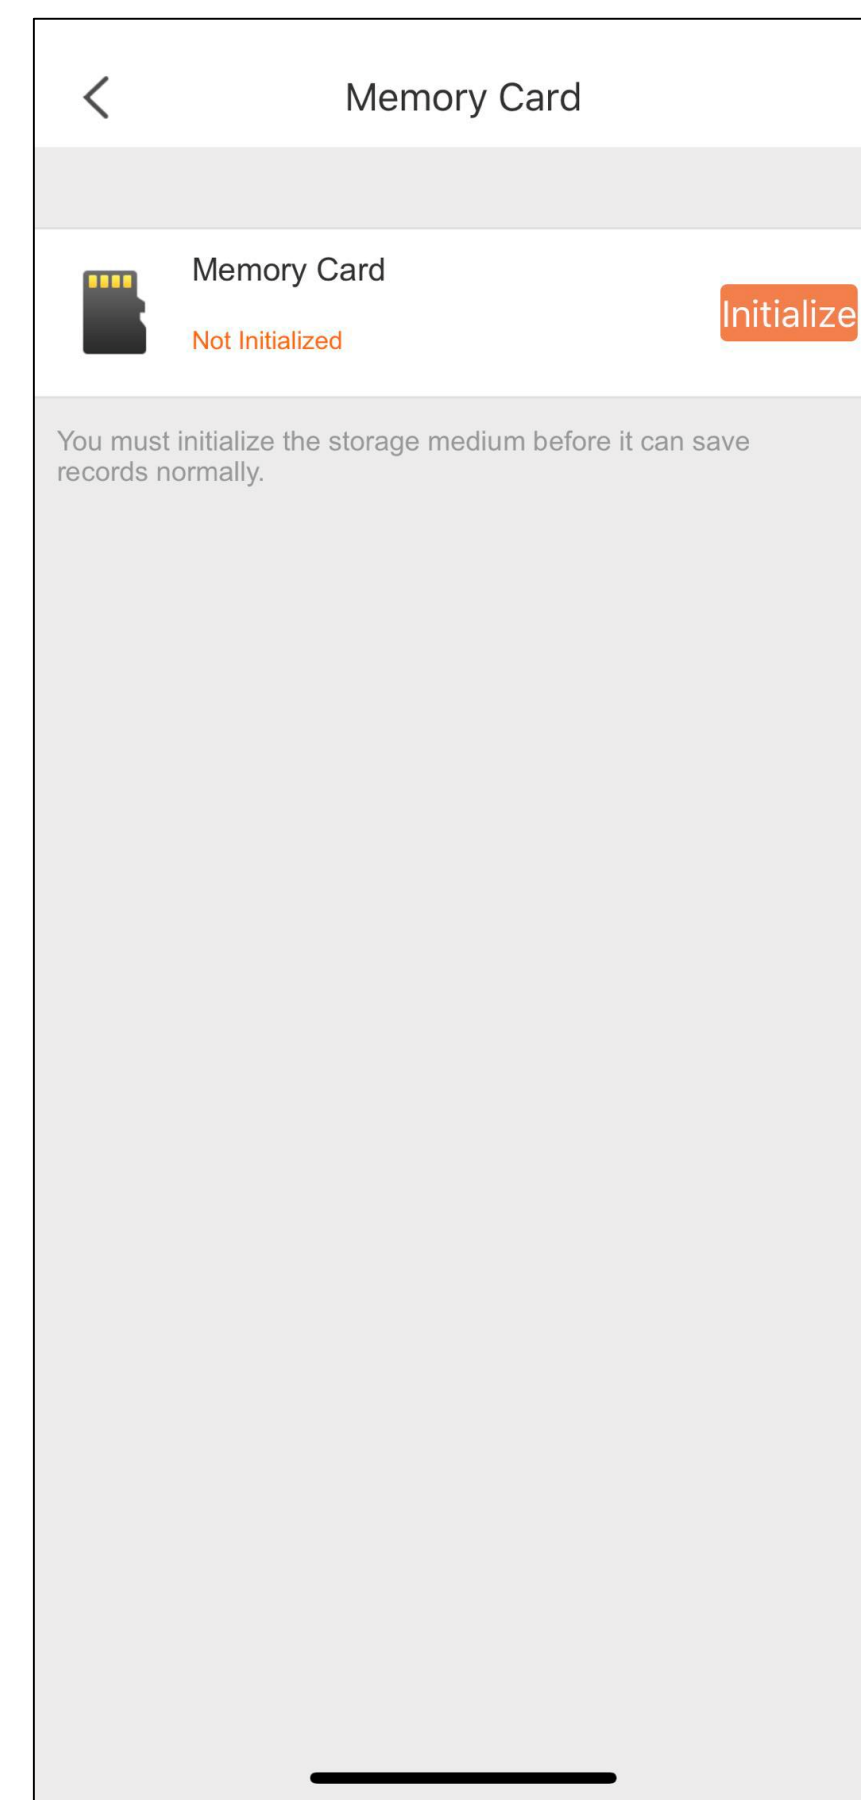 Memory Card
Memory Card
Initialize
Not Initialized
You must initialize the storage medium before it can save
records normally.